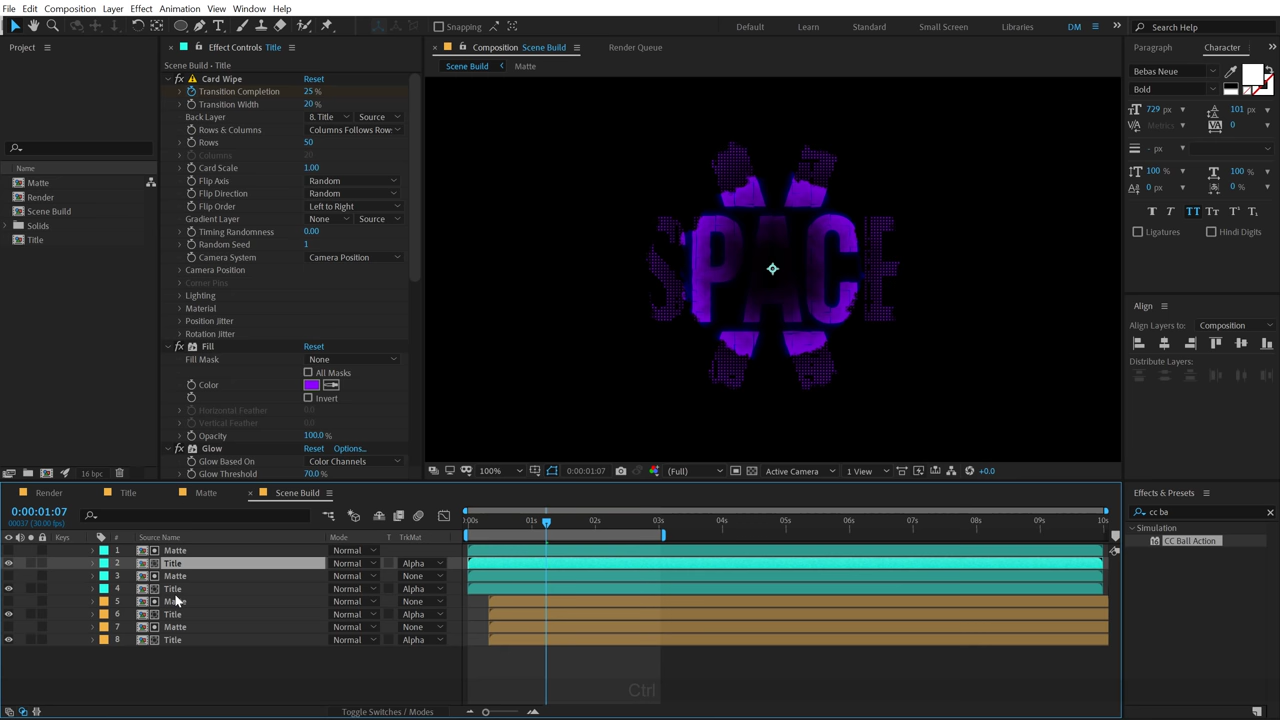 File Edit Composition Layer Effect Animation View Window Help
Snapping Default Learn Standard Small Screen Libraries DM Search Help
Project Effect Controls Title Composition Scene Build Render Queue Paragraph Character
Scene Build • Title Scene Build Matte
Card Wipe Reset Bebas Neue
Transition Completion 25 % Bold
Transition Width 20 %
Back Layer 8. Title Source 729 px 101 px
Rows & Columns Columns Follows Row: Metrics 0
Rows 50
Columns 20 - px
Card Scale 1.00 100 % 100 %
Flip Axis Random 0 px 0 %
Flip Direction Random
Flip Order Left to Right
Gradient Layer None Source
Timing Randomness 0.00 Ligatures Hindi Digits
Random Seed 1
Camera System Camera Position
Camera Position
Corner Pins
Lighting
Material Align
Position Jitter Align Layers to: Composition
Rotation Jitter
Fill Reset Distribute Layers:
Fill Mask None
All Masks
Color
Invert
Horizontal Feather 0.0
Vertical Feather 0.0
Opacity 100.0 %
Glow Reset Options...
Glow Based On Color Channels
Glow Threshold 70.0 %
Name
Matte
Render
Scene Build
Solids
Title
16 bpc
SPACE
100% 0:00:01:07 (Full) Active Camera 1 View +0.0
Render Title Matte Scene Build Effects & Presets
0:00:01:07 cc ba
00037 (30.00 fps) :00s 01s 02s 03s 04s 05s 06s 07s 08s 09s 10s
Simulation
Keys # Source Name Mode T TrkMat CC Ball Action
1 Matte Normal
2 Title Normal Alpha
3 Matte Normal None
4 Title Normal Alpha
5 Matte Normal None
6 Title Normal Alpha
7 Matte Normal None
8 Title Normal Alpha
Ctrl
Toggle Switches / Modes